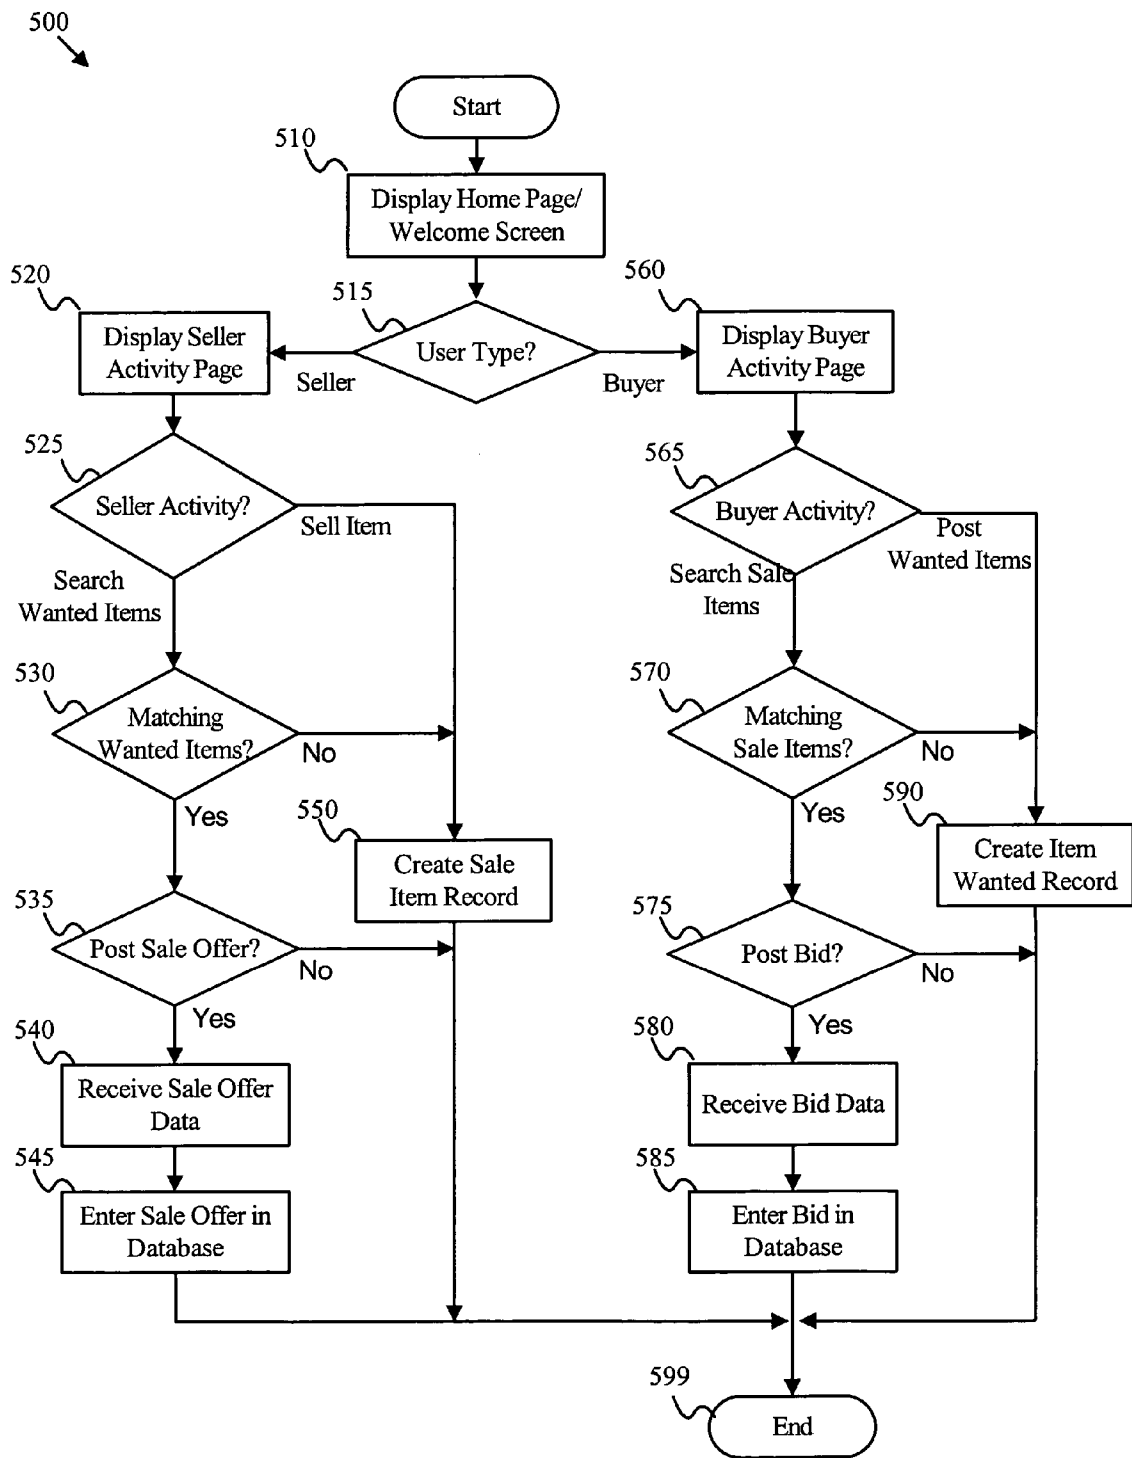 500
Start
510
Display Home Page/
Welcome Screen
520
515
560
Display Seller
Activity Page
User Type?
Display Buyer
Activity Page
Seller
Buyer
525
Seller Activity?
Sell Item
565
Buyer Activity?
Post
Wanted Items
Search
Wanted Items
Search Sale
Items
530
Matching
Wanted Items?
No
570
Matching
Sale Items?
No
Yes
Yes
550
Create Sale
Item Record
590
Create Item
Wanted Record
535
Post Sale Offer?
No
575
Post Bid?
No
Yes
Yes
540
Receive Sale Offer
Data
580
Receive Bid Data
545
Enter Sale Offer in
Database
585
Enter Bid in
Database
599
End